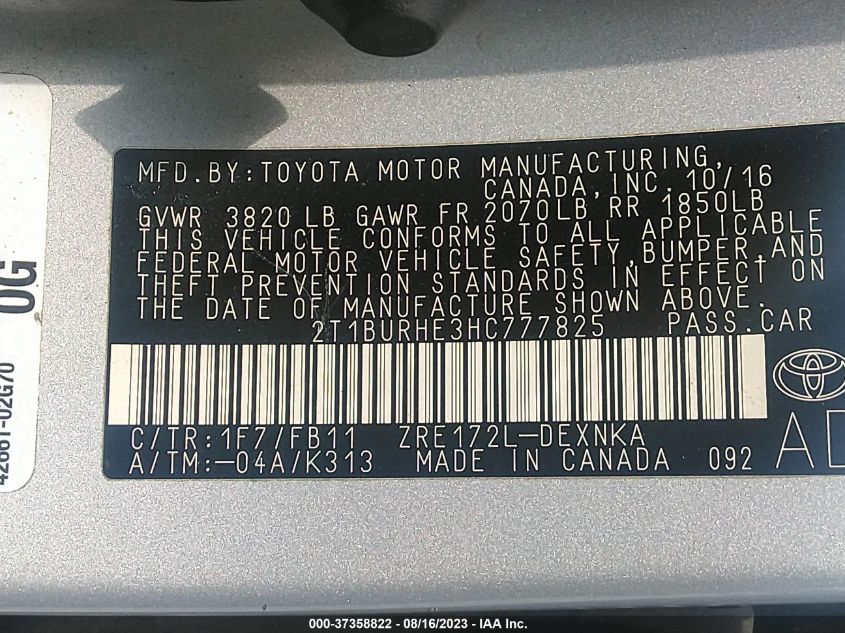 MFD.BY:TOYOTA MOTOR MANUFACTURING,
CANADA, INC. 10/16
GVWR 3820 LB GAWR FR 2070LB RR 1850LB
THIS VEHICLE CONFORMS TO ALL APPLICABLE
FEDERAL MOTOR VEHICLE SAFETY,BUMPER,AND
THEFT PREVENTION STANDARDS IN EFFECT ON
THE DATE OF MANUFACTURE SHOWN ABOVE.
2T1BURHE3HC777825 PASS.CAR
C/TR:1F7/FB11 ZRE172L-DEXNKA
A/TM:-04A/K313 MADE IN CANADA 092
AD
0G
42661-02G70
000-37358822 - 08/16/2023 - IAA Inc.